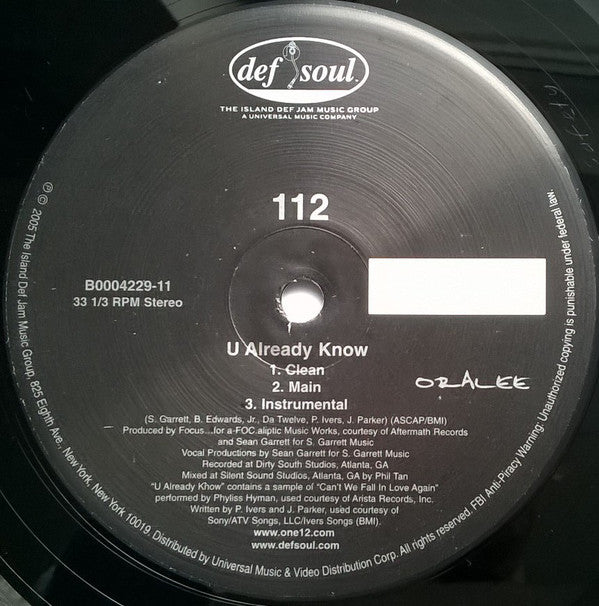 def soul.
THE ISLAND DEF JAM MUSIC GROUP
A UNIVERSAL MUSIC COMPANY
112
B0004229-11
33 1/3 RPM Stereo
U Already Know
1. Clean
2. Main
3. Instrumental
ORALEE
(S. Garrett, B. Edwards, Jr., Da Twelve, P. Ivers, J. Parker) (ASCAP/BMI)
Produced by Focus...for a-FOC.aliptic Music Works, courtesy of Aftermath Records
and Sean Garrett for S. Garrett Music
Vocal Productions by Sean Garrett for S. Garrett Music
Recorded at Dirty South Studios, Atlanta, GA
Mixed at Silent Sound Studios, Atlanta, GA by Phil Tan
"U Already Khow" contains a sample of "Can't We Fall In Love Again"
performed by Phyliss Hyman, used courtesy of Arista Records, Inc.
Written by P. Ivers and J. Parker, used courtesy of
Sony/ATV Songs, LLC/Ivers Songs (BMI).
www.one12.com
www.defsoul.com
℗ © 2005 The Island Def Jam Music Group, 825 Eighth Ave., New York, New York 10019. Distributed by Universal Music & Video Distribution Corp. All rights reserved. FBI Anti-Piracy Warning: Unauthorized copying is punishable under federal law.